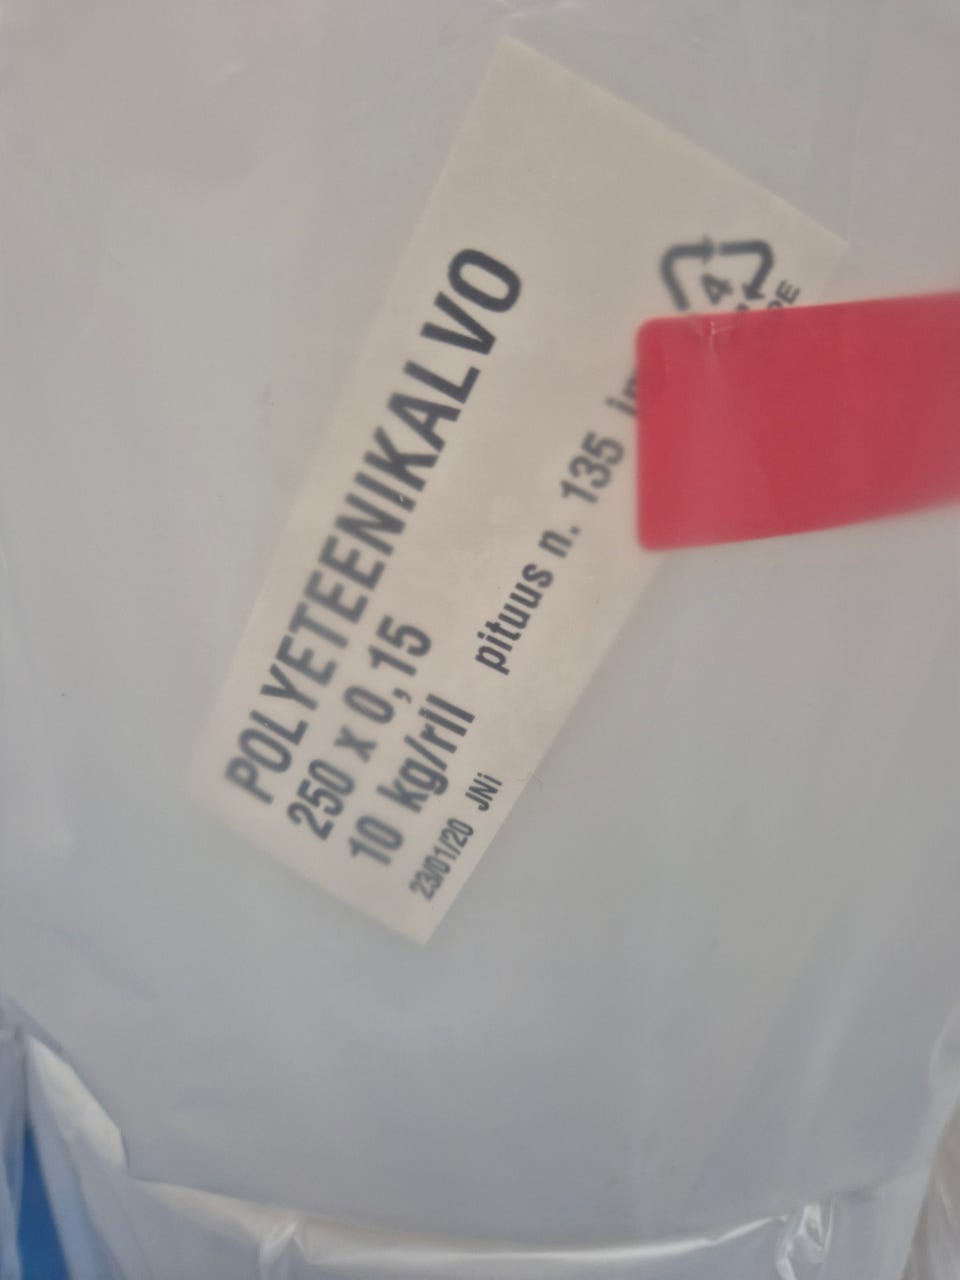 POLYETEENIKALVO
250 x 0,15
10 kg/rll pituus n. 135
23/01/20 JNi
4